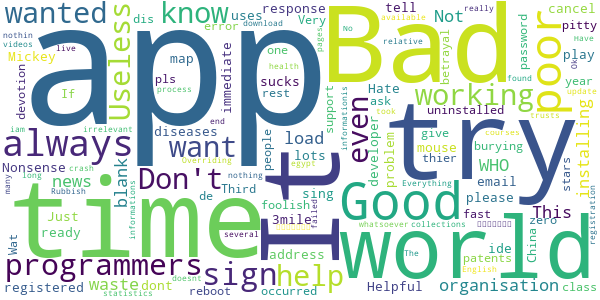 wanted
know
response
tell
Not
cancel
Very
pitty
nothin
dis
uses
error
download
No
pages
relative
live
really
available
Have
videos
Mickey
If
map
one
health
Useless
immediate
pls
sucks
process
rest
support
betrayal
password
play
ok
found
year
update
app
Bad
poor
devotion
iam
irrelevant
diseases
end
Overriding
even
Hate
ask
uninstalled
working
trusts
always
want
load
people
developer
problem
mouse
give
took
courses
installing
Nonsense
crash
blank
lots
egypt
informationis
thier
burying
WHO
stars
try
long
many
Rubbish
news
informations
Don't
nothing
It
de
Third
foolish
sing
failed
Everything
email
please
This
Just
ready
Wat
time
several
3mile
Good
fast
zero
registration
world
whatsoever
collections
ide
China
patents
programmers
sign
help
address
The
English
organisation
registered
waste
dont
statistics
reboot
occurred
doesnt
Helpful
class